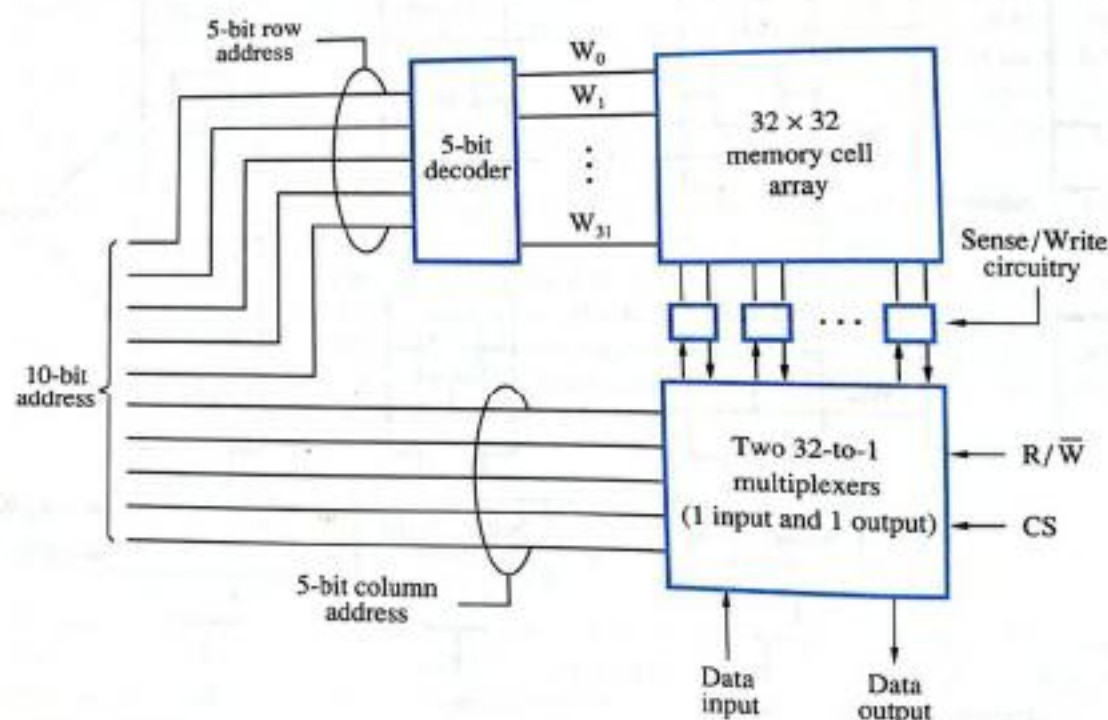 5-bit row
address
W₀
W₁
⋮
W₃₁
5-bit
decoder
32 × 32
memory cell
array
Sense/Write
circuitry
...
10-bit
address
Two 32-to-1
multiplexers
(1 input and 1 output)
R/W̅
CS
5-bit column
address
Data
input
Data
output